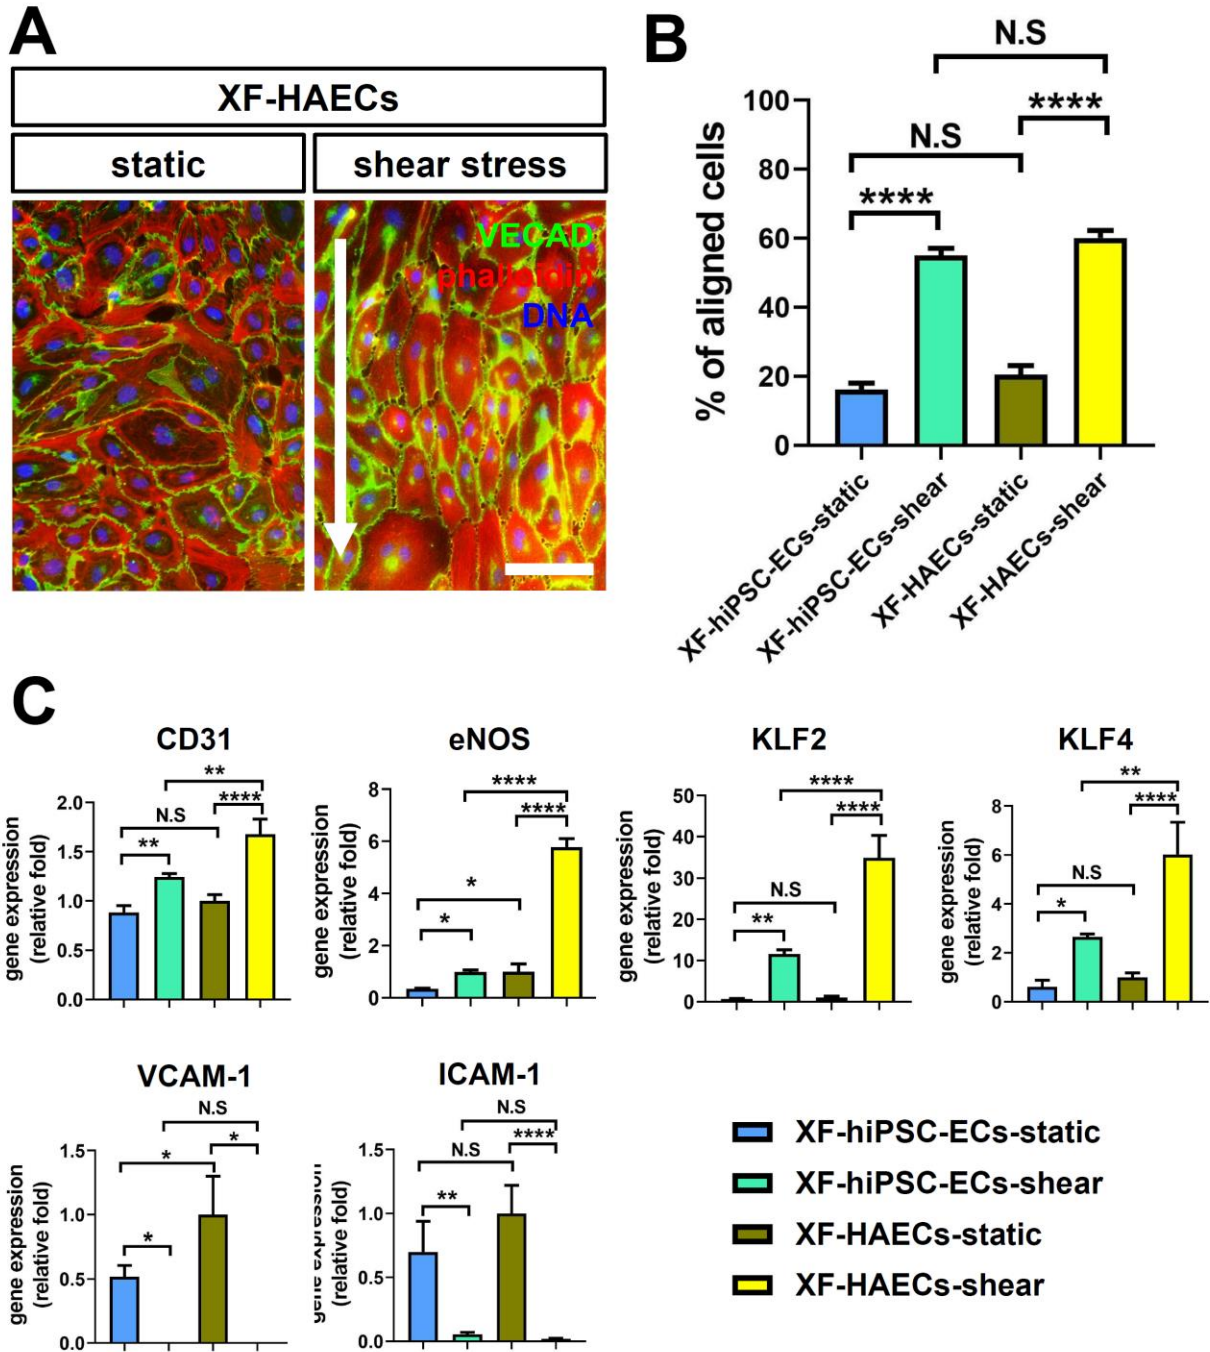 A
XF-HAECs
static
shear stress
VECAD
phalloidin
DNA
B
N.S
N.S
****
****
% of aligned cells
100
80
60
40
20
0
XF-hiPSC-ECs-static
XF-hiPSC-ECs-shear
XF-HAECs-static
XF-HAECs-shear
C
CD31
gene expression
(relative fold)
2.0
1.5
1.0
0.5
0.0
**
****
N.S
**
eNOS
gene expression
(relative fold)
8
6
4
2
0
****
****
*
*
KLF2
gene expression
(relative fold)
50
40
30
20
10
0
****
****
N.S
**
KLF4
gene expression
(relative fold)
8
6
4
2
0
**
****
N.S
*
VCAM-1
gene expression
(relative fold)
1.5
1.0
0.5
0.0
N.S
*
*
*
ICAM-1
gene expression
(relative fold)
1.5
1.0
0.5
0.0
N.S
****
N.S
**
XF-hiPSC-ECs-static
XF-hiPSC-ECs-shear
XF-HAECs-static
XF-HAECs-shear